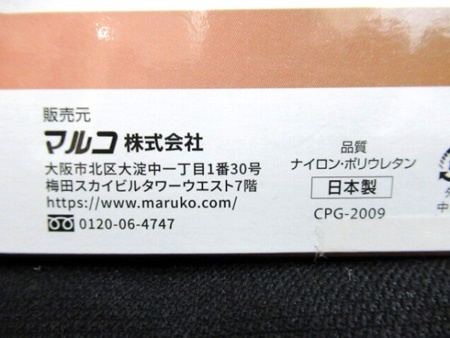 販売元
マルコ 株式会社
大阪市北区大淀中一丁目1番30号
梅田スカイビルタワーウエスト7階
https://www.maruko.com/
0120-06-4747
品質
ナイロン・ポリウレタン
日本製
CPG-2009
中